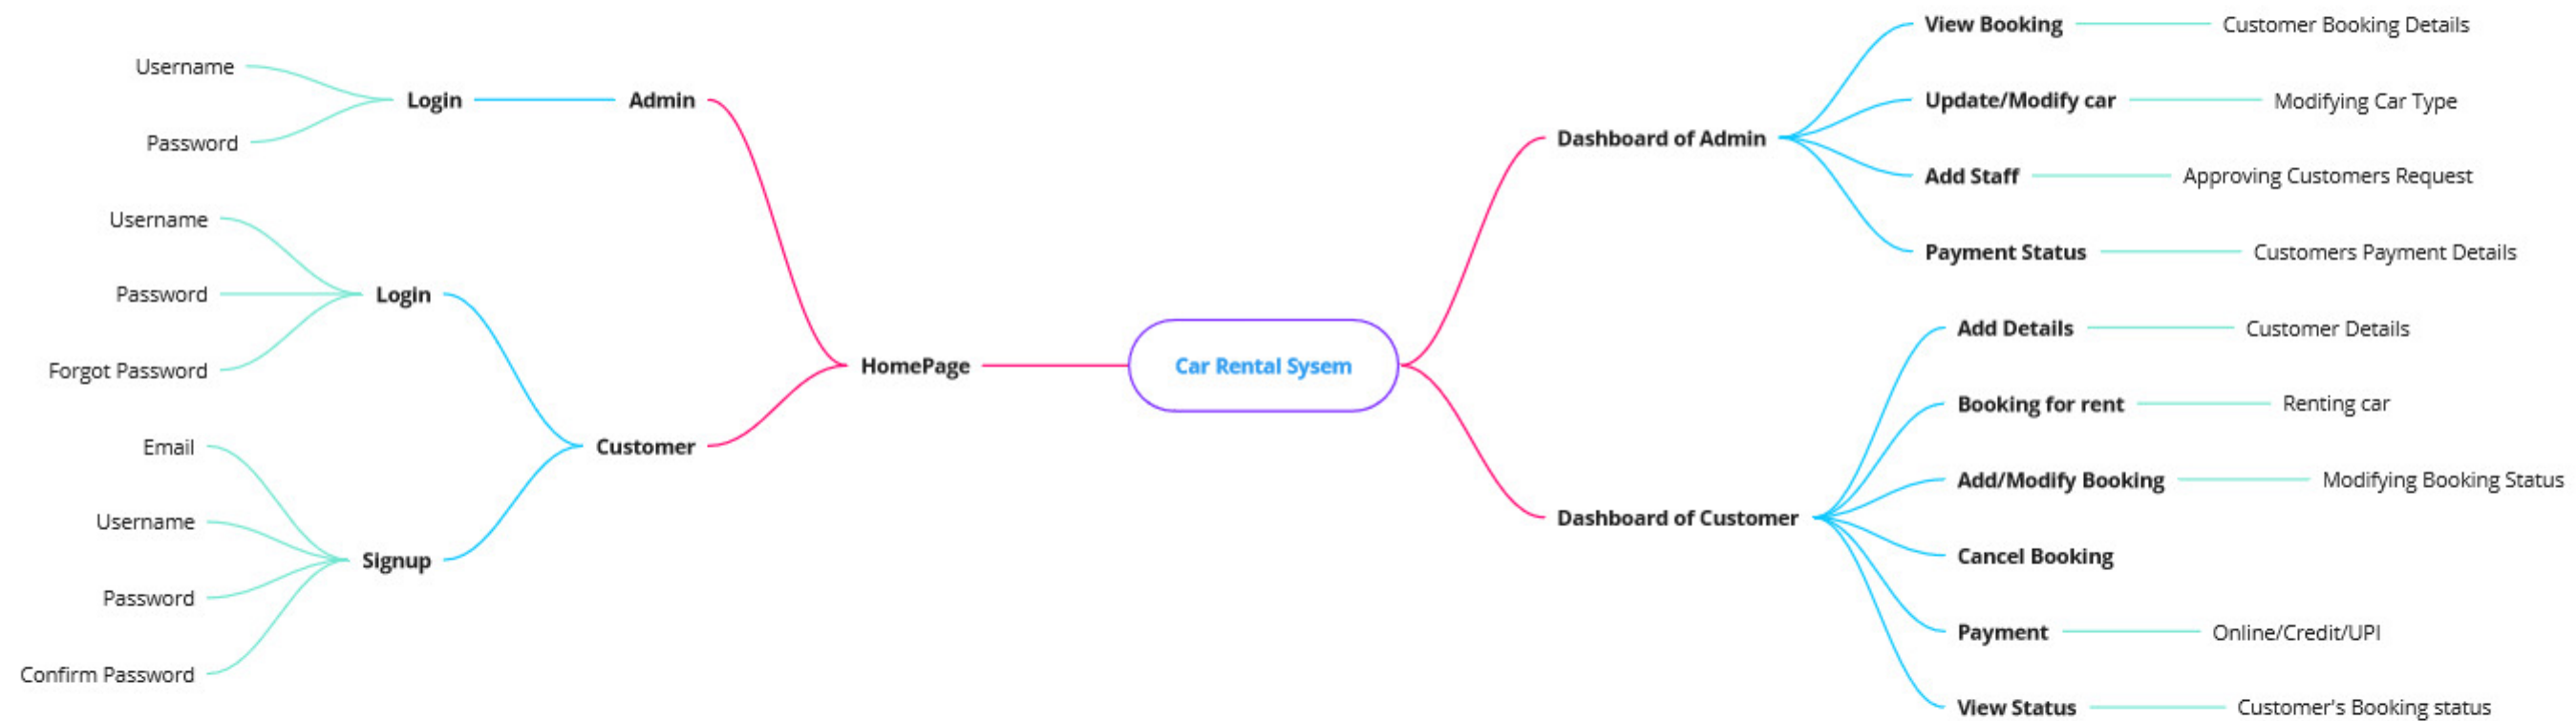 Username
Password
Login
Admin
Username
Password
Forgot Password
Login
Email
Username
Password
Confirm Password
Signup
Customer
HomePage
Car Rental Sysem
Dashboard of Admin
View Booking
Customer Booking Details
Update/Modify car
Modifying Car Type
Add Staff
Approving Customers Request
Payment Status
Customers Payment Details
Dashboard of Customer
Add Details
Customer Details
Booking for rent
Renting car
Add/Modify Booking
Modifying Booking Status
Cancel Booking
Payment
Online/Credit/UPI
View Status
Customer's Booking status